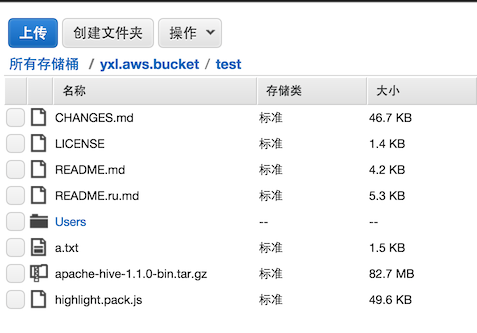 上传 创建文件夹 操作
所有存储桶 / yxl.aws.bucket / test
名称 存储类 大小
CHANGES.md 标准 46.7 KB
LICENSE 标准 1.4 KB
README.md 标准 4.2 KB
README.ru.md 标准 5.3 KB
Users -- --
a.txt 标准 1.5 KB
apache-hive-1.1.0-bin.tar.gz 标准 82.7 MB
highlight.pack.js 标准 49.6 KB